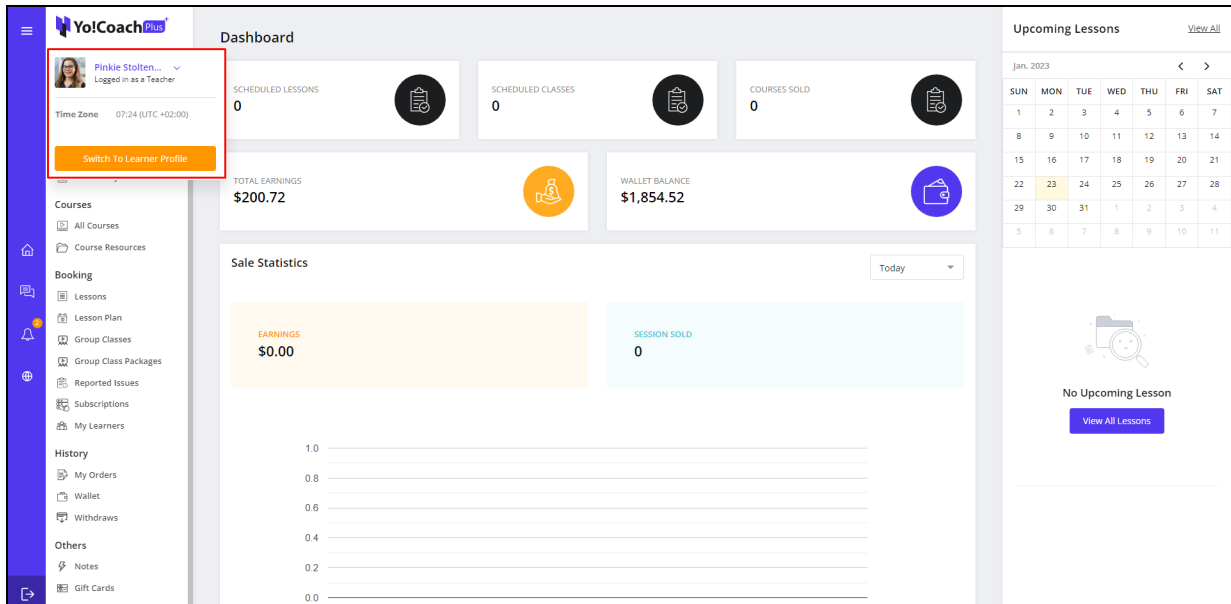 Yo!Coach Plus+
Pinkie Stolten...
Logged in as a Teacher
Time Zone 07:24 (UTC +02:00)
Switch To Learner Profile
Courses
All Courses
Course Resources
Booking
Lessons
Lesson Plan
Group Classes
Group Class Packages
Reported Issues
Subscriptions
My Learners
History
My Orders
Wallet
Withdraws
Others
Notes
Gift Cards
2
Dashboard
SCHEDULED LESSONS
0
SCHEDULED CLASSES
0
COURSES SOLD
0
TOTAL EARNINGS
$200.72
WALLET BALANCE
$1,854.52
Sale Statistics
Today
EARNINGS
$0.00
SESSION SOLD
0
1.0
0.8
0.6
0.4
0.2
0.0
Upcoming Lessons View All
Jan, 2023
SUN MON TUE WED THU FRI SAT
1 2 3 4 5 6 7
8 9 10 11 12 13 14
15 16 17 18 19 20 21
22 23 24 25 26 27 28
29 30 31 1 2 3 4
5 6 7 8 9 10 11
No Upcoming Lesson
View All Lessons